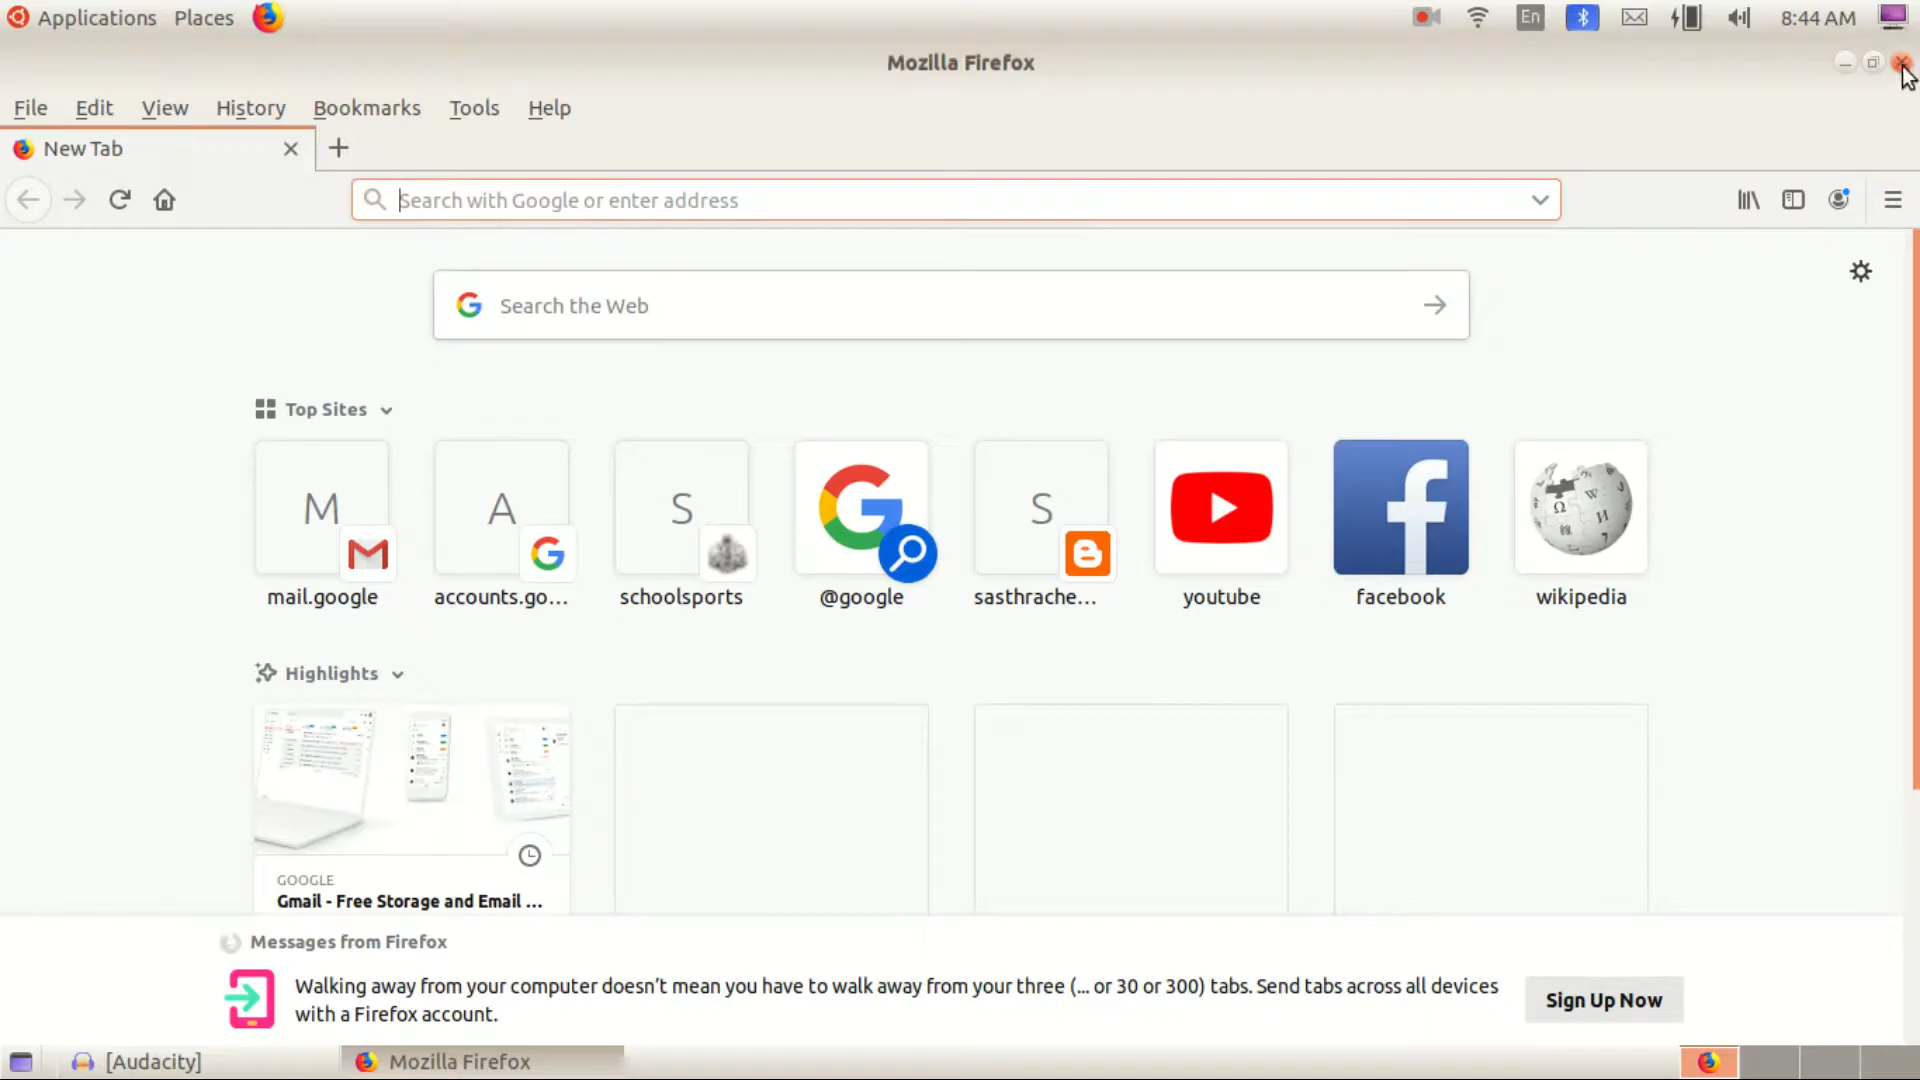 Applications Places En 8:44 AM
Mozilla Firefox
File Edit View History Bookmarks Tools Help
New Tab
Search with Google or enter address
Search the Web
Top Sites
M A S S
mail.google accounts.go... schoolsports @google sasthrache... youtube facebook wikipedia
Highlights
GOOGLE
Gmail - Free Storage and Email ...
Messages from Firefox
Walking away from your computer doesn’t mean you have to walk away from your three (... or 30 or 300) tabs. Send tabs across all devices
with a Firefox account.
Sign Up Now
[Audacity] Mozilla Firefox